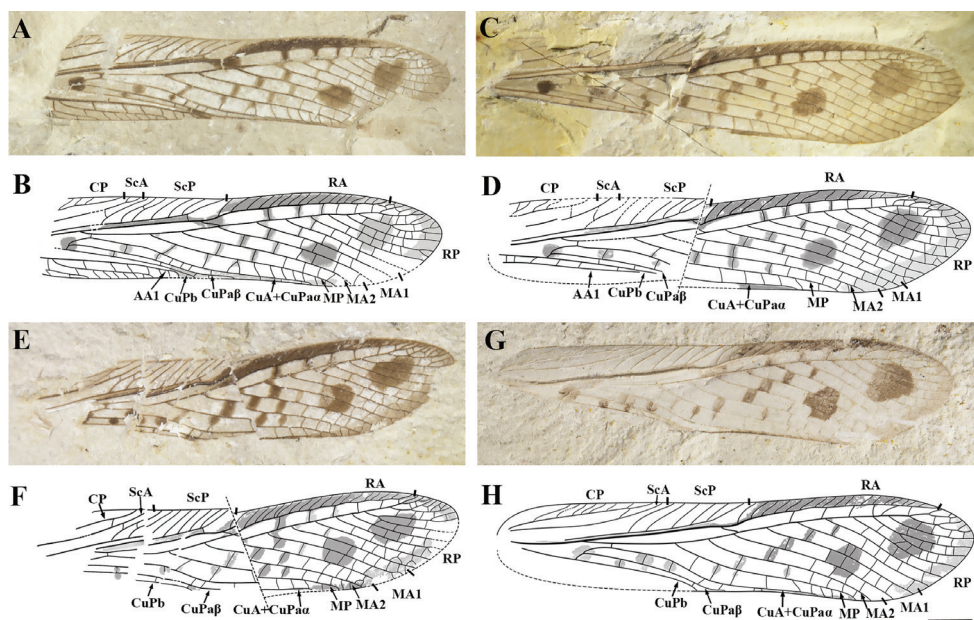 A
C
B
CP ScA ScP RA
RP
AA1 CuPb CuPaβ CuA+CuPaα MP MA2 MA1
D
CP ScA ScP RA
RP
AA1 CuPb CuPaβ CuA+CuPaα MP MA2 MA1
E
G
F
CP ScA ScP RA
RP
CuPb CuPaβ CuA+CuPaα MP MA2 MA1
H
CP ScA ScP RA
RP
CuPb CuPaβ CuA+CuPaα MP MA2 MA1